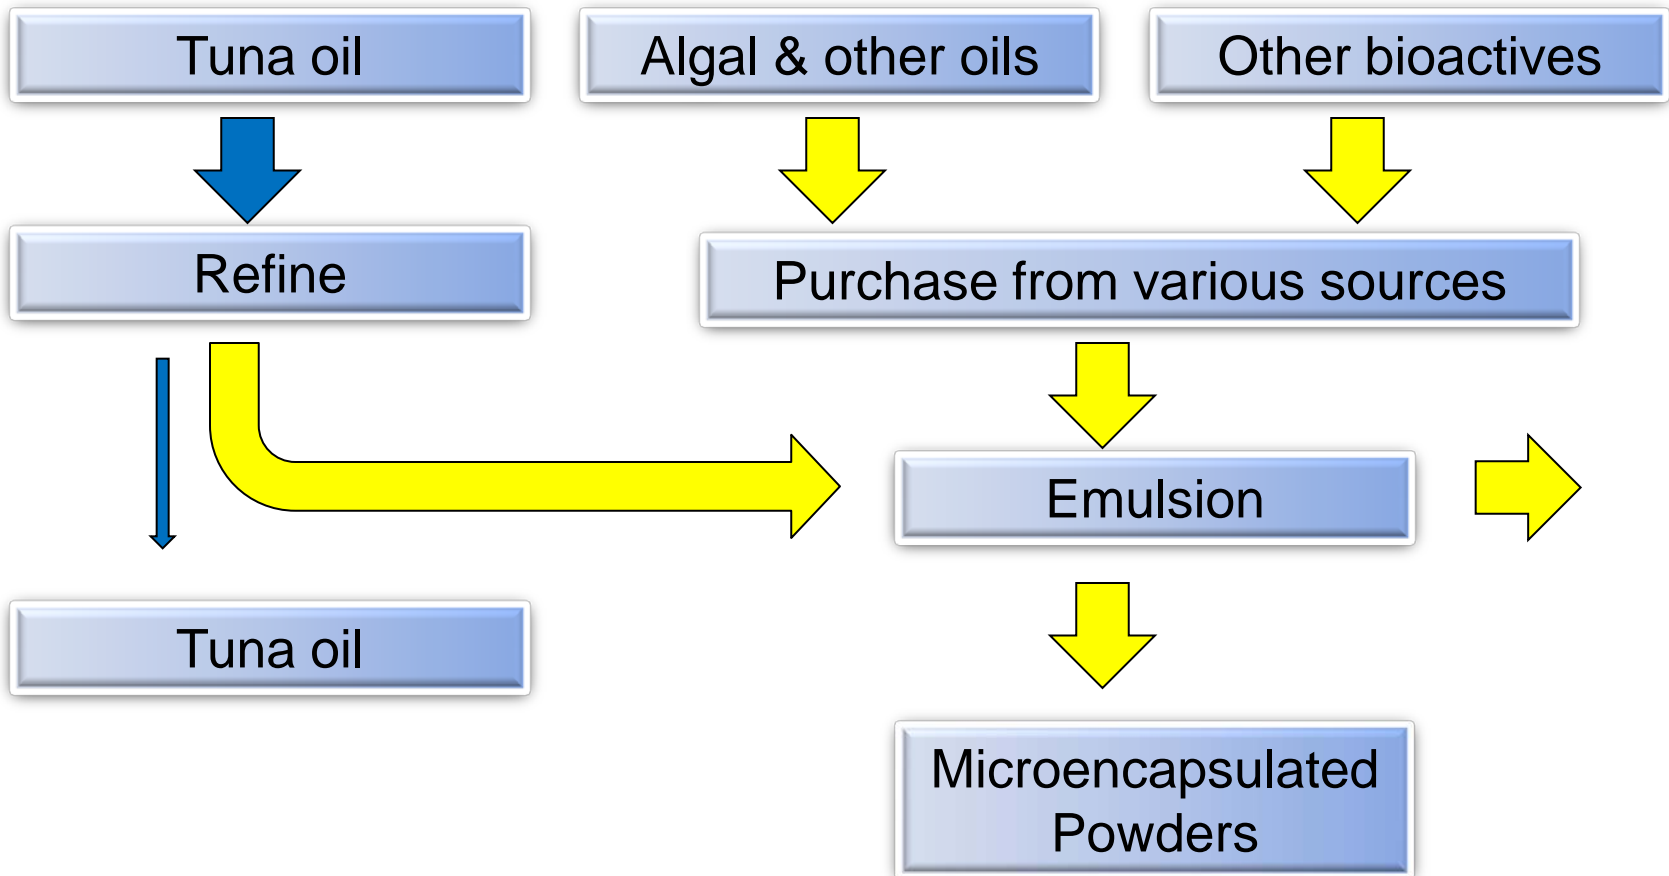 Tuna oil
Algal & other oils
Other bioactives
Refine
Purchase from various sources
Emulsion
Tuna oil
Microencapsulated
Powders